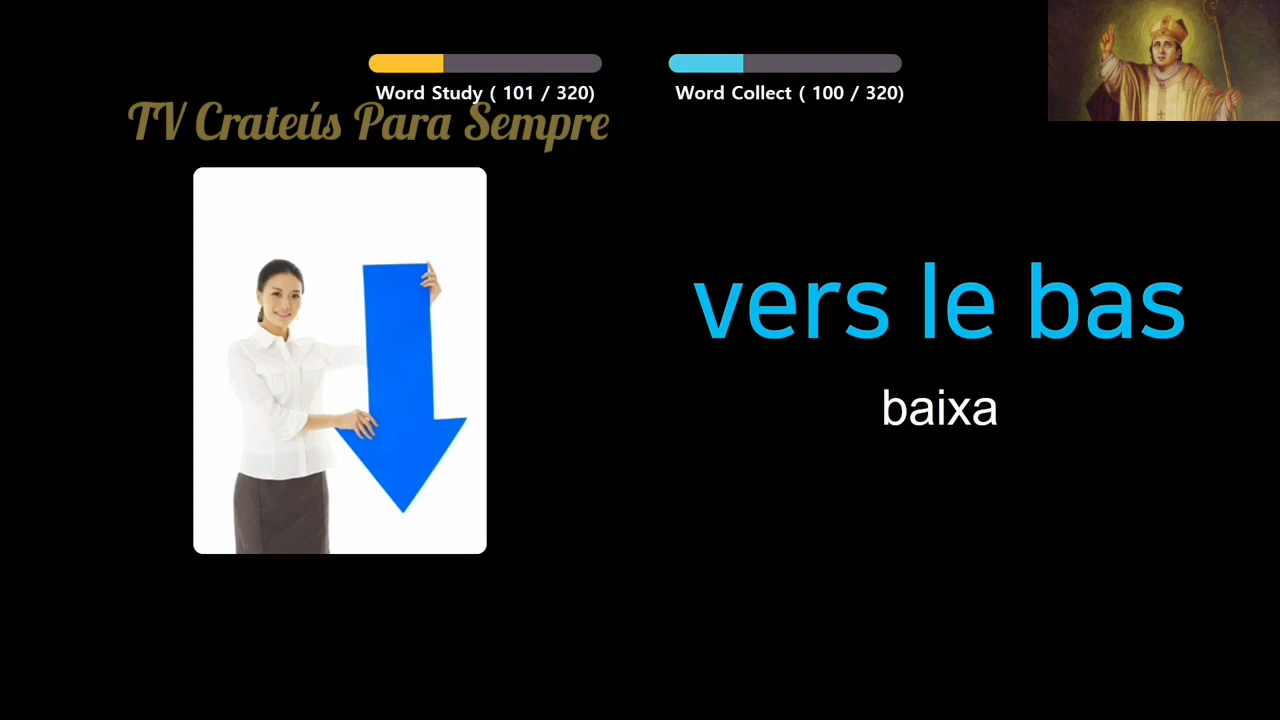 Word Study ( 101 / 320)
Word Collect ( 100 / 320)
TV Crateús Para Sempre
vers le bas
baixa